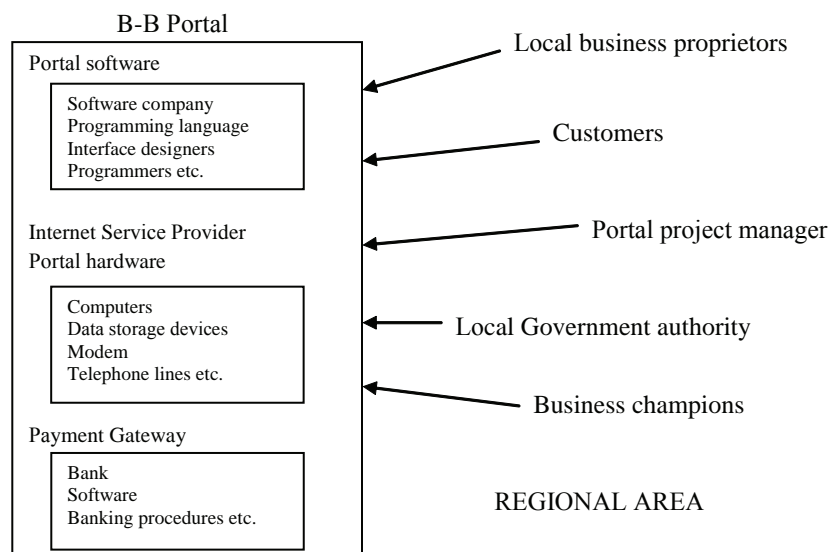 B-B Portal
Portal software
Software company
Programming language
Interface designers
Programmers etc.
Internet Service Provider
Portal hardware
Computers
Data storage devices
Modem
Telephone lines etc.
Payment Gateway
Bank
Software
Banking procedures etc.
Local business proprietors
Customers
Portal project manager
Local Government authority
Business champions
REGIONAL AREA